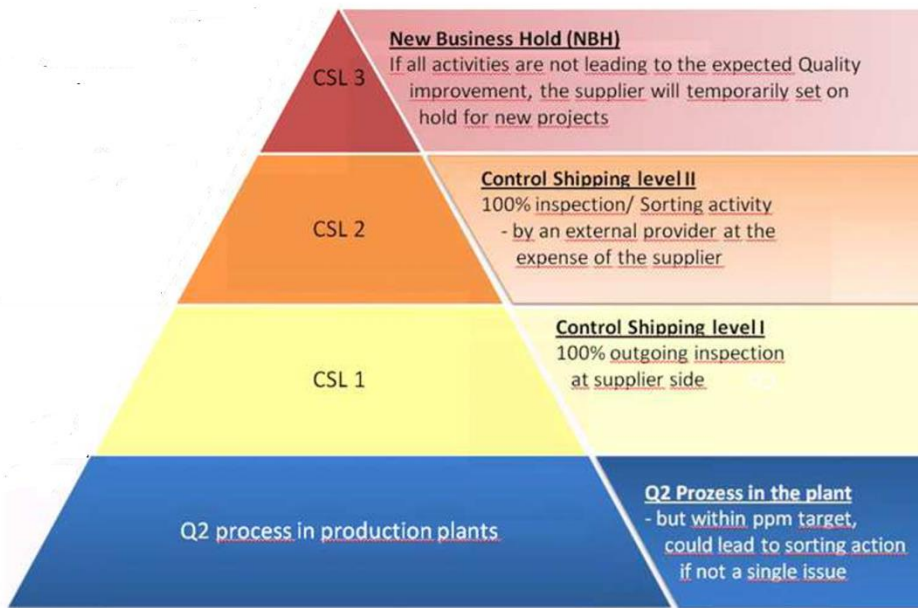 CSL 3
New Business Hold (NBH)
If all activities are not leading to the expected Quality
improvement, the supplier will temporarily set on
hold for new projects
CSL 2
Control Shipping level II
100% inspection/ Sorting activity
- by an external provider at the
expense of the supplier
CSL 1
Control Shipping level I
100% outgoing inspection
at supplier side
Q2 process in production plants
Q2 Prozess in the plant
- but within ppm target,
could lead to sorting action
if not a single issue